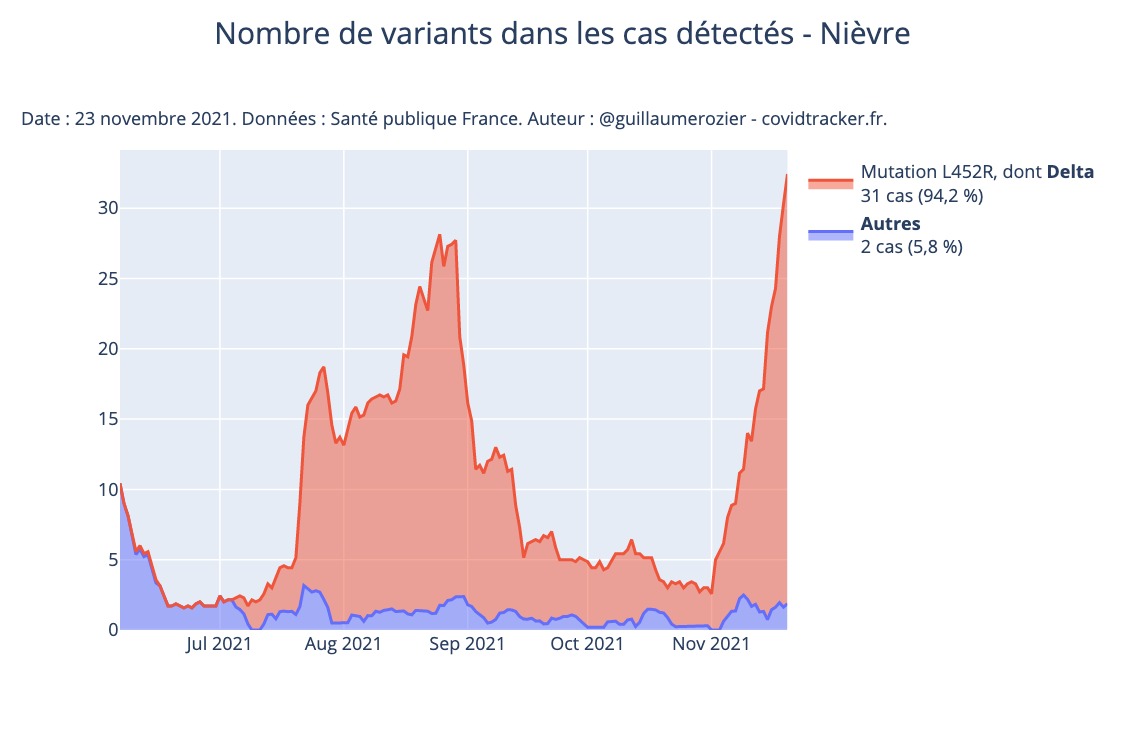 Nombre de variants dans les cas détectés - Nièvre
Date : 23 novembre 2021. Données : Santé publique France. Auteur : @guillaumerozier - covidtracker.fr.
Mutation L452R, dont Delta
31 cas (94,2 %)
Autres
2 cas (5,8 %)
30
25
20
15
10
5
0
Jul 2021
Aug 2021
Sep 2021
Oct 2021
Nov 2021